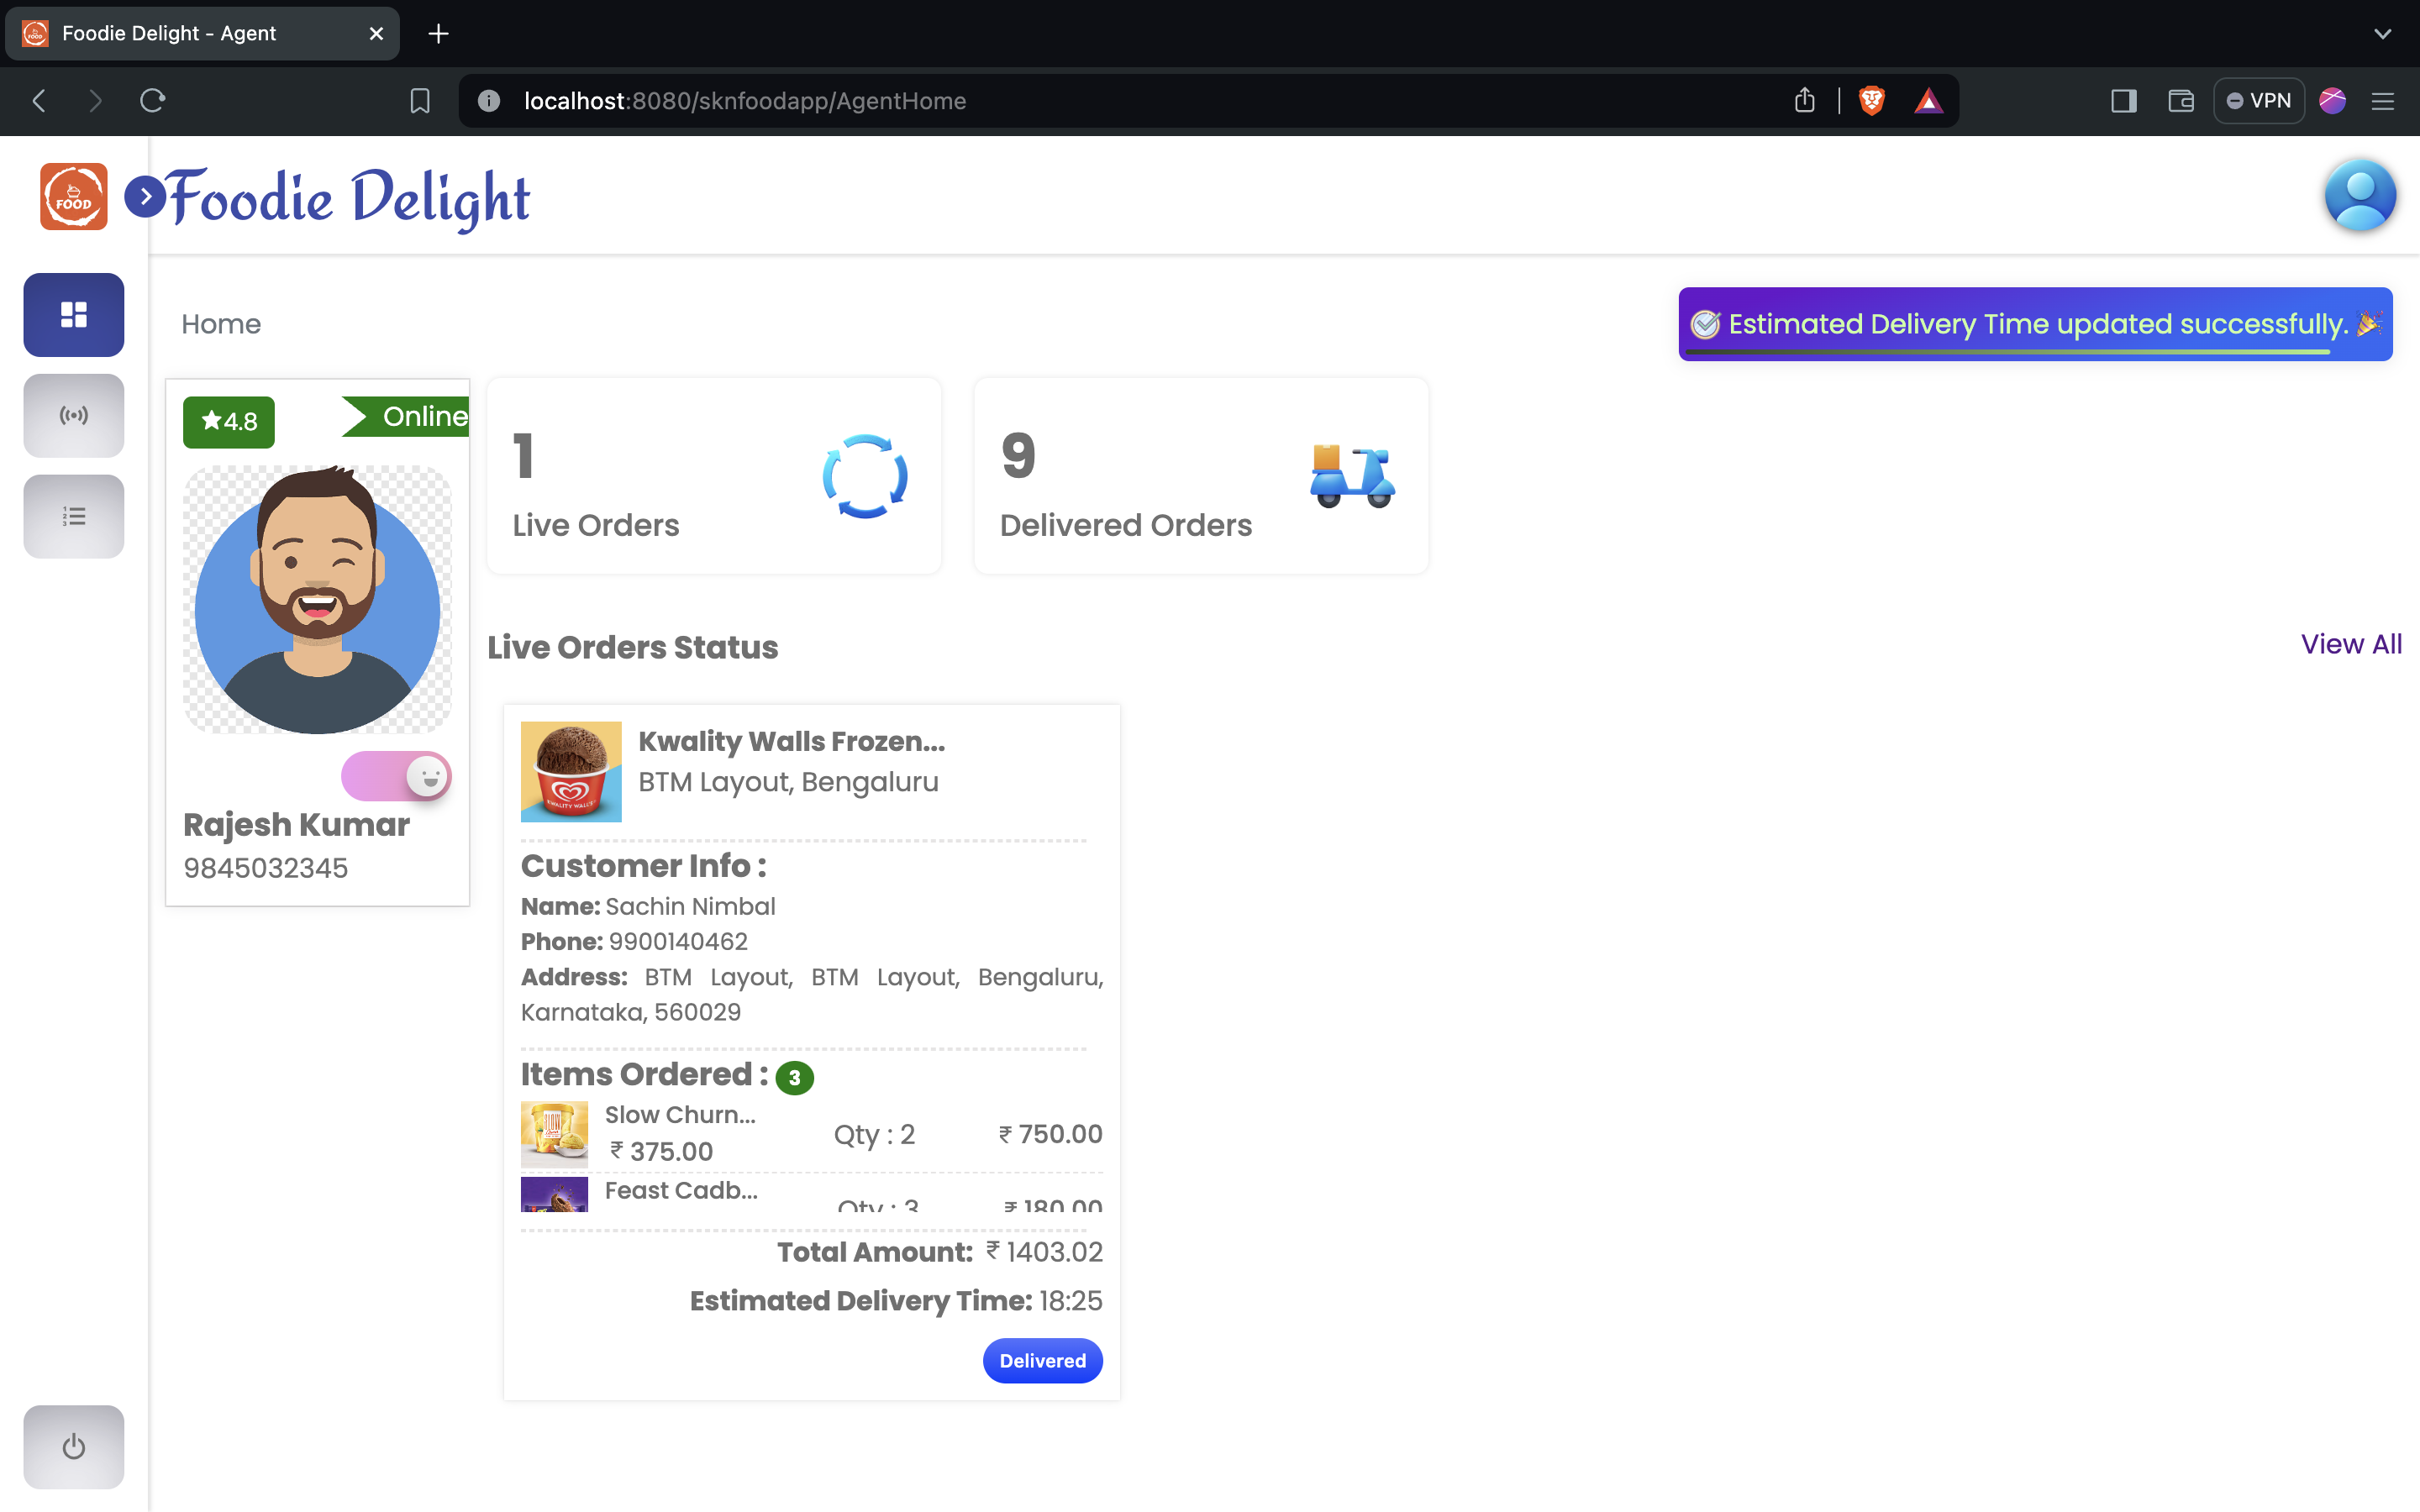 Foodie Delight - Agent
localhost:8080/sknfoodapp/AgentHome
VPN
FOOD
Foodie Delight
Home
Estimated Delivery Time updated successfully.
4.8
Online
1
Live Orders
9
Delivered Orders
Live Orders Status
View All
Rajesh Kumar
9845032345
Kwality Walls Frozen...
BTM Layout, Bengaluru
KWALITY WALL'S
Customer Info :
Name: Sachin Nimbal
Phone: 9900140462
Address: BTM Layout, BTM Layout, Bengaluru,
Karnataka, 560029
Items Ordered : 3
Slow Churn...
₹ 375.00
Qty : 2
₹ 750.00
Feast Cadb...
Qty : 3
₹ 180.00
Total Amount: ₹ 1403.02
Estimated Delivery Time: 18:25
Delivered